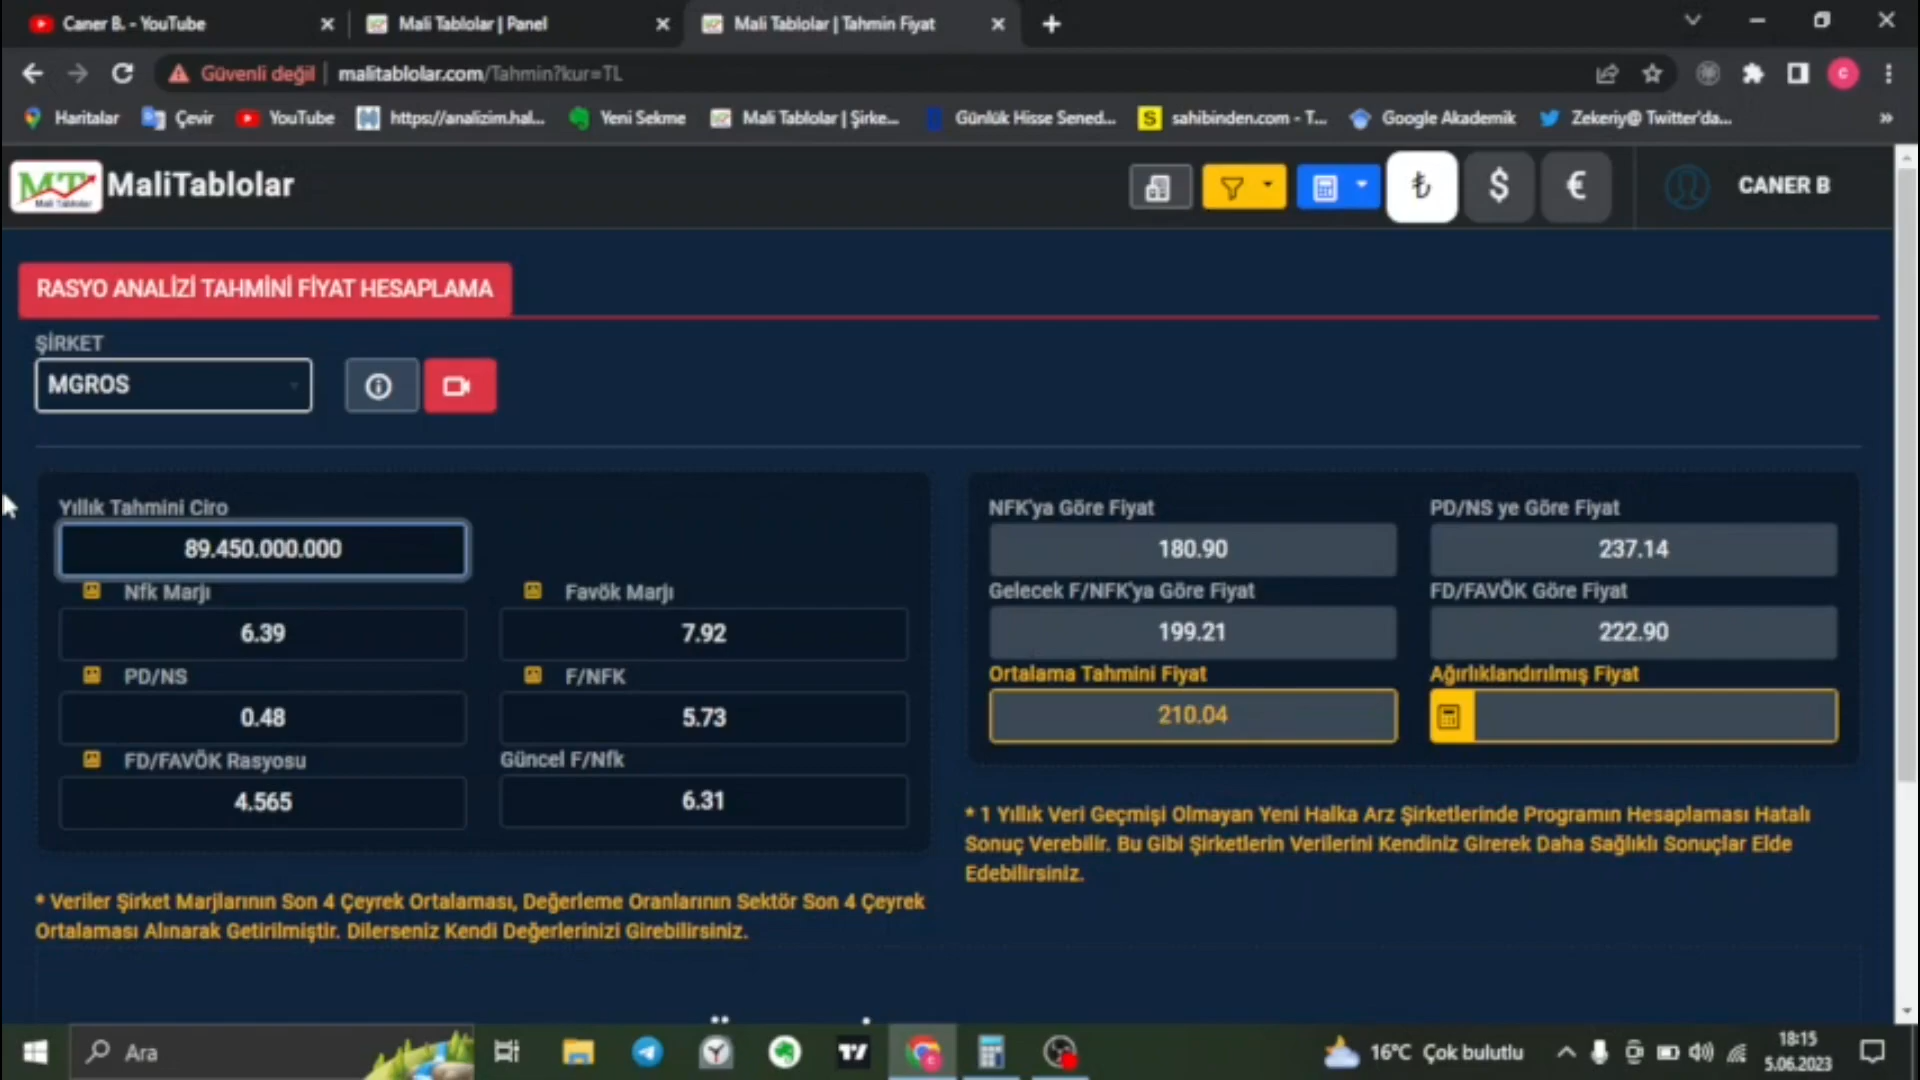 Caner B. - YouTube
Mali Tablolar | Panel
Mali Tablolar | Tahmin Fiyat
Güvenli değil
malitablolar.com/Tahmin?kur=TL
C
Haritalar
Çevir
YouTube
https://analizim.hal...
Yeni Sekme
Mali Tablolar | Şirke...
Günlük Hisse Sened...
S
sahibinden.com - T...
Google Akademik
Zekeriy@ Twitter'da...
»
MT
Mali Tablolar
MaliTablolar
₺
$
€
CANER B
RASYO ANALİZİ TAHMİNİ FİYAT HESAPLAMA
ŞİRKET
MGROS
Yıllık Tahmini Ciro
89.450.000.000
Nfk Marjı
Favök Marjı
6.39
7.92
PD/NS
F/NFK
0.48
5.73
FD/FAVÖK Rasyosu
Güncel F/Nfk
4.565
6.31
* Veriler Şirket Marjlarının Son 4 Çeyrek Ortalaması, Değerleme Oranlarının Sektör Son 4 Çeyrek
Ortalaması Alınarak Getirilmiştir. Dilerseniz Kendi Değerlerinizi Girebilirsiniz.
NFK'ya Göre Fiyat
PD/NS ye Göre Fiyat
180.90
237.14
Gelecek F/NFK'ya Göre Fiyat
FD/FAVÖK Göre Fiyat
199.21
222.90
Ortalama Tahmini Fiyat
Ağırlıklandırılmış Fiyat
210.04
* 1 Yıllık Veri Geçmişi Olmayan Yeni Halka Arz Şirketlerinde Programın Hesaplaması Hatalı
Sonuç Verebilir. Bu Gibi Şirketlerin Verilerini Kendiniz Girerek Daha Sağlıklı Sonuçlar Elde
Edebilirsiniz.
Ara
16°C Çok bulutlu
18:15
5.06.2023